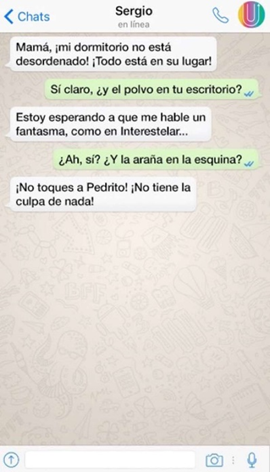 Chats
Sergio
en línea
Mamá, ¡mi dormitorio no está
desordenado! ¡Todo está en su lugar!
Sí claro, ¿y el polvo en tu escritorio?
Estoy esperando a que me hable un
fantasma, como en Interestelar...
¿Ah, sí? ¿Y la araña en la esquina?
¡No toques a Pedrito! ¡No tiene la
culpa de nada!